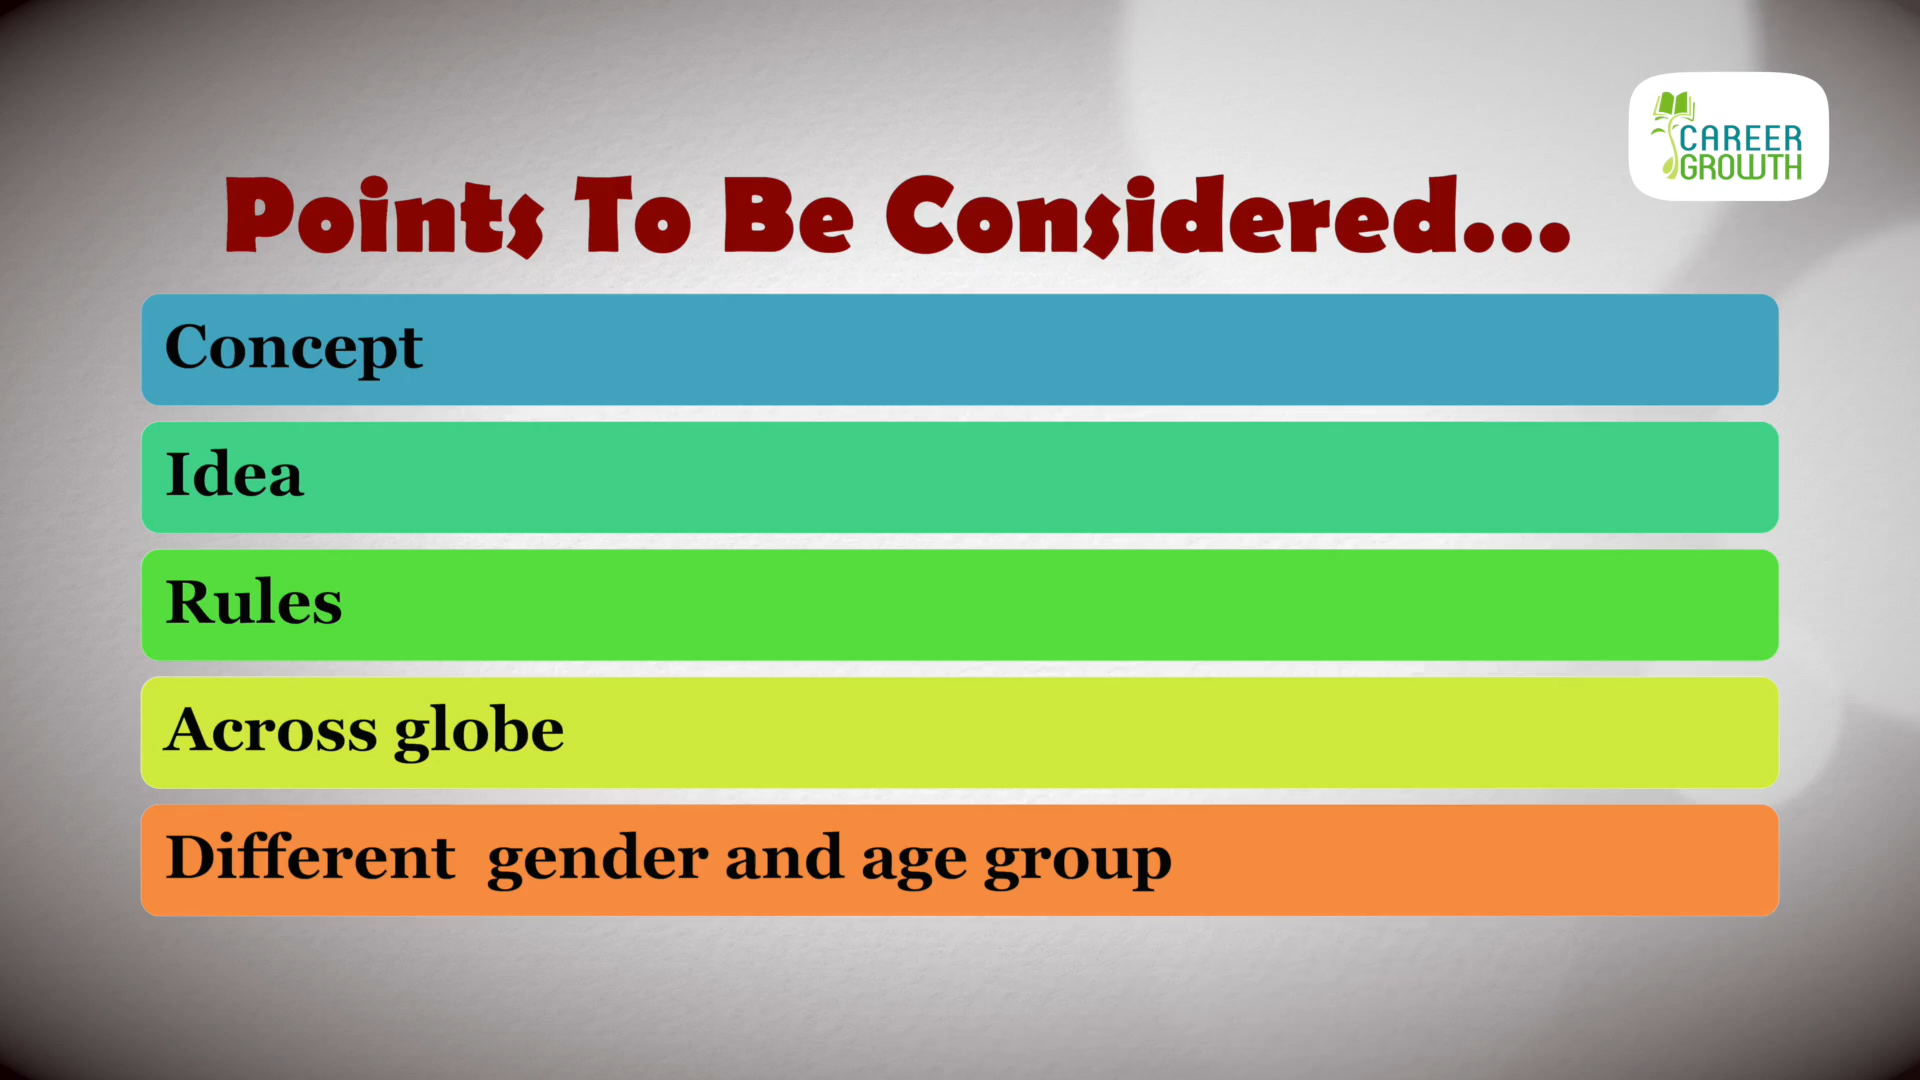 CAREER
GROWTH
Points To Be Considered...
Concept
Idea
Rules
Across globe
Different  gender and age group